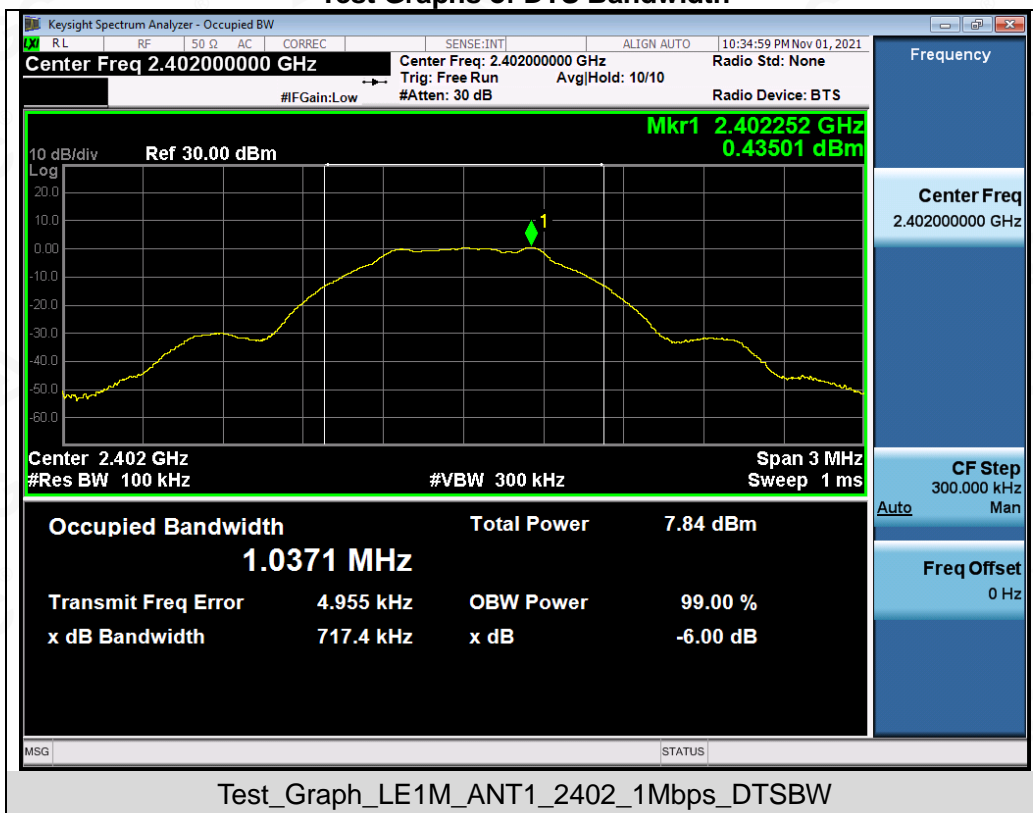 Test Graphs of DTS Bandwidth
Keysight Spectrum Analyzer - Occupied BW
LXI RL RF 50 Ω AC CORREC SENSE:INT ALIGN AUTO 10:34:59 PM Nov 01, 2021
Center Freq 2.402000000 GHz
Center Freq: 2.402000000 GHz
Radio Std: None
Trig: Free Run Avg|Hold: 10/10
#IFGain:Low
#Atten: 30 dB
Radio Device: BTS
Mkr1 2.402252 GHz
0.43501 dBm
10 dB/div Ref 30.00 dBm
Log
20.0
10.0
0.00
-10.0
-20.0
-30.0
-40.0
-50.0
-60.0
1
Center 2.402 GHz Span 3 MHz
#Res BW 100 kHz #VBW 300 kHz Sweep 1 ms
Occupied Bandwidth Total Power 7.84 dBm
1.0371 MHz
Transmit Freq Error 4.955 kHz OBW Power 99.00 %
x dB Bandwidth 717.4 kHz x dB -6.00 dB
MSG STATUS
Frequency
Center Freq
2.402000000 GHz
CF Step
300.000 kHz
Auto Man
Freq Offset
0 Hz
Test_Graph_LE1M_ANT1_2402_1Mbps_DTSBW